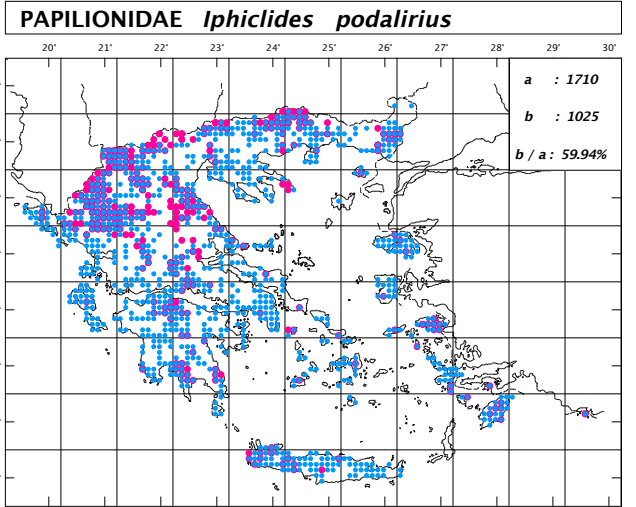 PAPILIONIDAE Iphiclides podalirius
20' 21' 22' 23' 24' 25' 26' 27' 28' 29' 30'
a : 1710
b : 1025
b / a : 59.94%